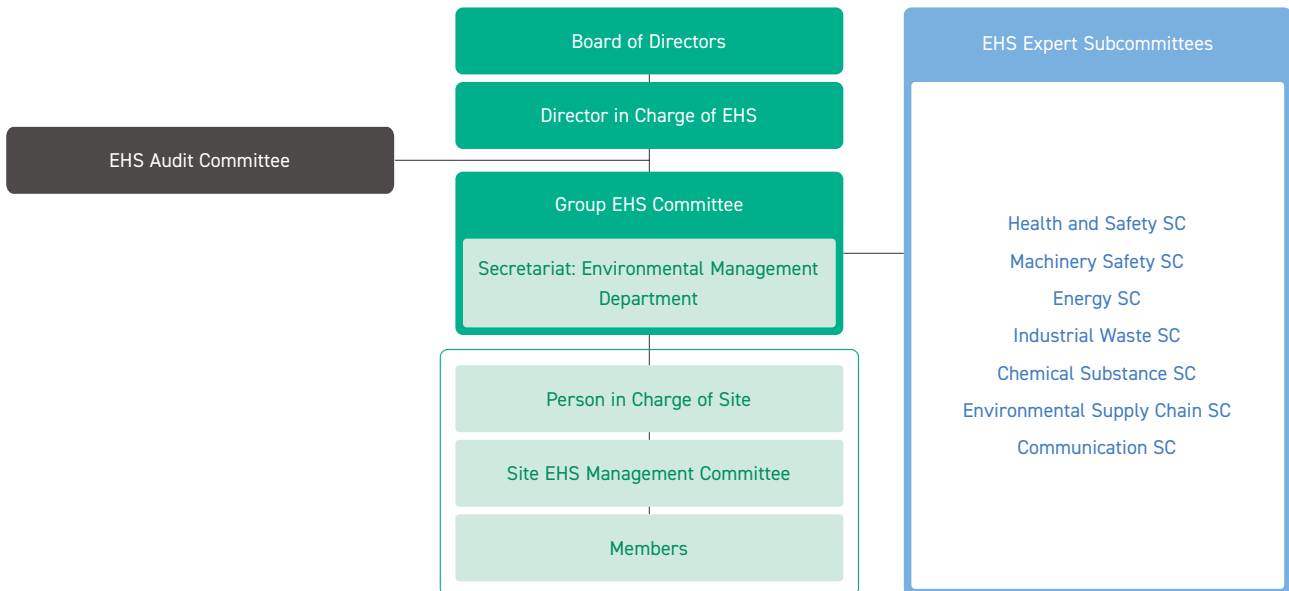 Board of Directors
Director in Charge of EHS
EHS Audit Committee
Group EHS Committee
Secretariat: Environmental Management
Department
Person in Charge of Site
Site EHS Management Committee
Members
EHS Expert Subcommittees
Health and Safety SC
Machinery Safety SC
Energy SC
Industrial Waste SC
Chemical Substance SC
Environmental Supply Chain SC
Communication SC